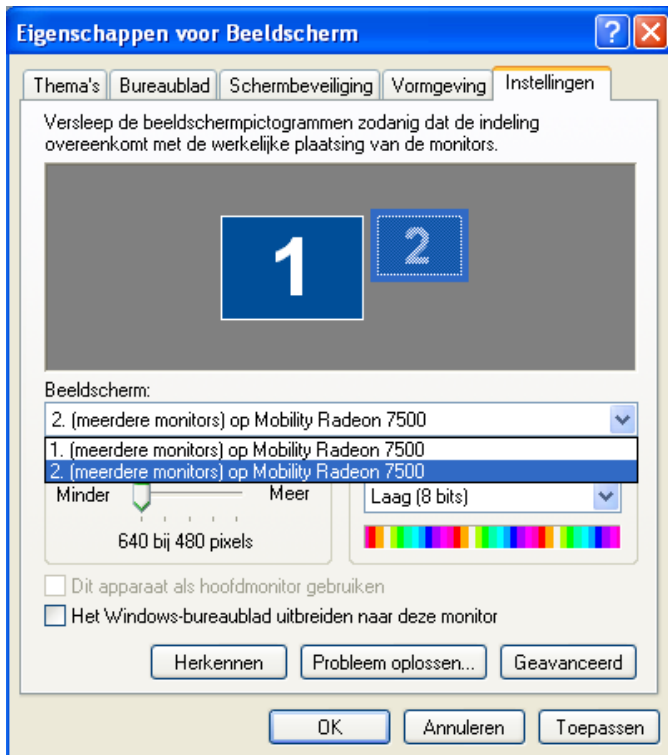 Eigenschappen voor Beeldscherm
Thema's Bureaublad Schermbeveiliging Vormgeving Instellingen
Versleep de beeldschermpictogrammen zodanig dat de indeling
overeenkomt met de werkelijke plaatsing van de monitors.
1 2
Beeldscherm:
2. (meerdere monitors) op Mobility Radeon 7500
1. (meerdere monitors) op Mobility Radeon 7500
2. (meerdere monitors) op Mobility Radeon 7500
Minder Meer Laag (8 bits)
640 bij 480 pixels
Dit apparaat als hoofdmonitor gebruiken
Het Windows-bureaublad uitbreiden naar deze monitor
Herkennen Probleem oplossen... Geavanceerd
OK Annuleren Toepassen